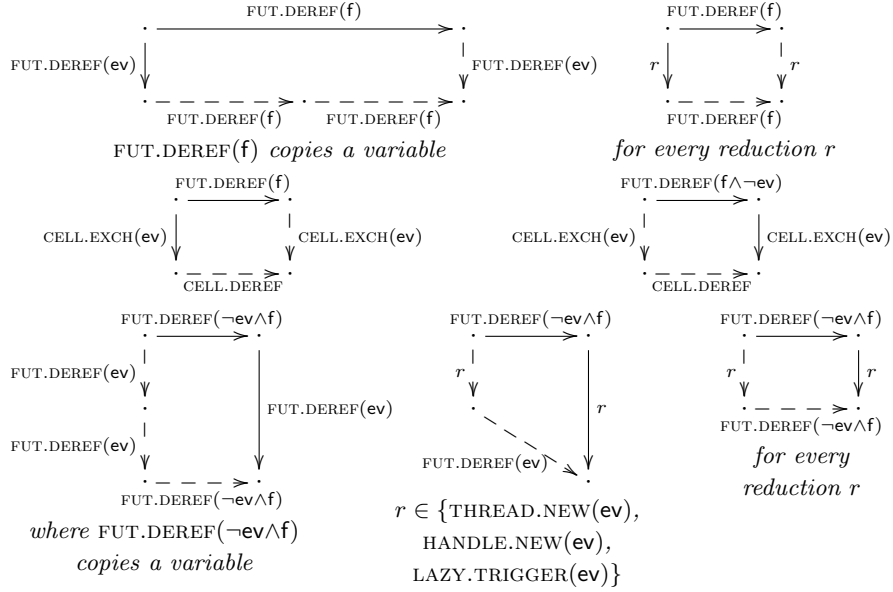 FUT.DEREF(f)
FUT.DEREF(ev)
FUT.DEREF(ev)
FUT.DEREF(f)
FUT.DEREF(f)
FUT.DEREF(f) copies a variable
FUT.DEREF(f)
r
r
FUT.DEREF(f)
for every reduction r
FUT.DEREF(f)
CELL.EXCH(ev)
CELL.EXCH(ev)
CELL.DEREF
FUT.DEREF(f∧¬ev)
CELL.EXCH(ev)
CELL.EXCH(ev)
CELL.DEREF
FUT.DEREF(¬ev∧f)
FUT.DEREF(ev)
FUT.DEREF(ev)
FUT.DEREF(ev)
FUT.DEREF(¬ev∧f)
where FUT.DEREF(¬ev∧f)
copies a variable
FUT.DEREF(¬ev∧f)
r
r
FUT.DEREF(ev)
r ∈ {THREAD.NEW(ev),
HANDLE.NEW(ev),
LAZY.TRIGGER(ev)}
FUT.DEREF(¬ev∧f)
r
r
FUT.DEREF(¬ev∧f)
for every
reduction r